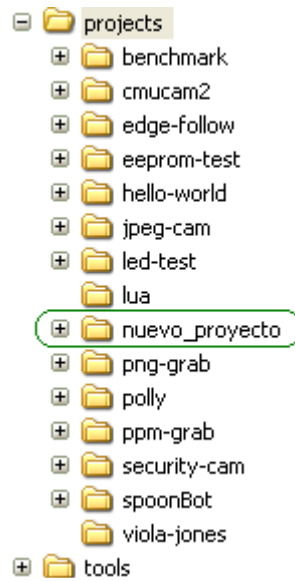 projects
benchmark
cmucam2
edge-follow
eeprom-test
hello-world
jpeg-cam
led-test
lua
nuevo_proyecto
png-grab
polly
ppm-grab
security-cam
spoonBot
viola-jones
tools